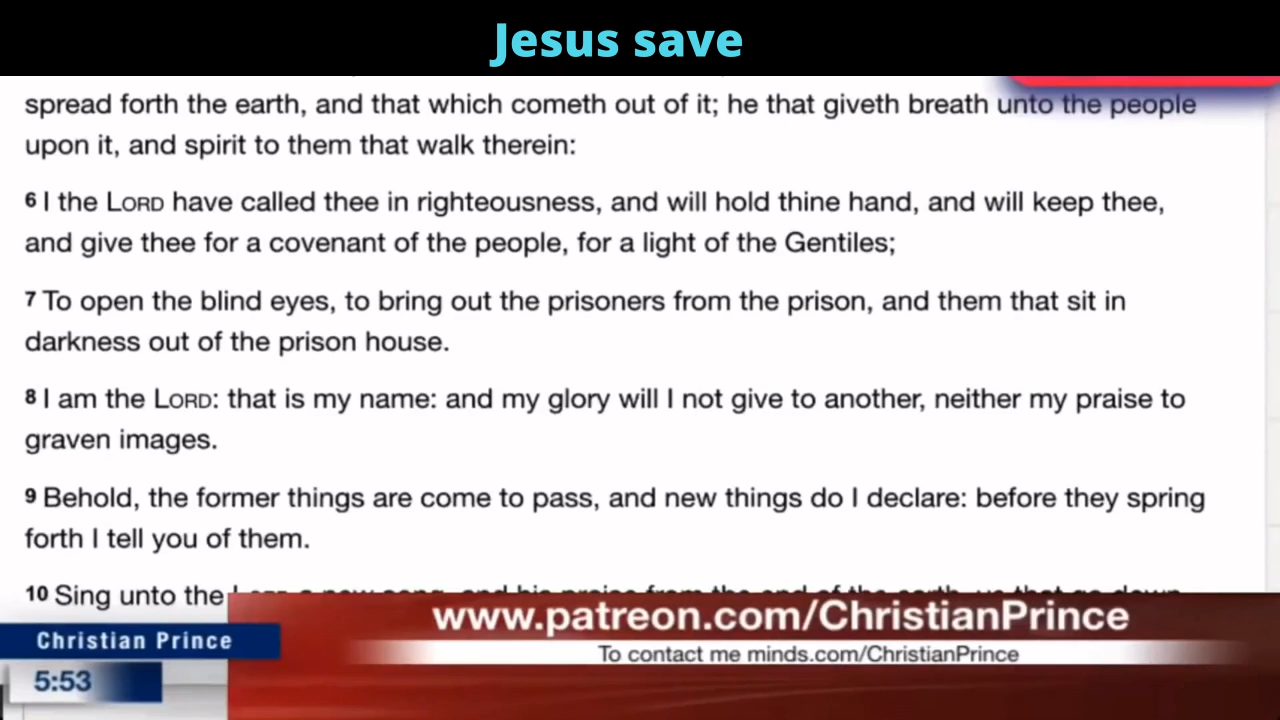 Jesus save
spread forth the earth, and that which cometh out of it; he that giveth breath unto the people
upon it, and spirit to them that walk therein:
6 I the LORD have called thee in righteousness, and will hold thine hand, and will keep thee,
and give thee for a covenant of the people, for a light of the Gentiles;
7 To open the blind eyes, to bring out the prisoners from the prison, and them that sit in
darkness out of the prison house.
8 I am the LORD: that is my name: and my glory will I not give to another, neither my praise to
graven images.
9 Behold, the former things are come to pass, and new things do I declare: before they spring
forth I tell you of them.
10 Sing unto the
www.patreon.com/ChristianPrince
Christian Prince
To contact me minds.com/ChristianPrince
5:53